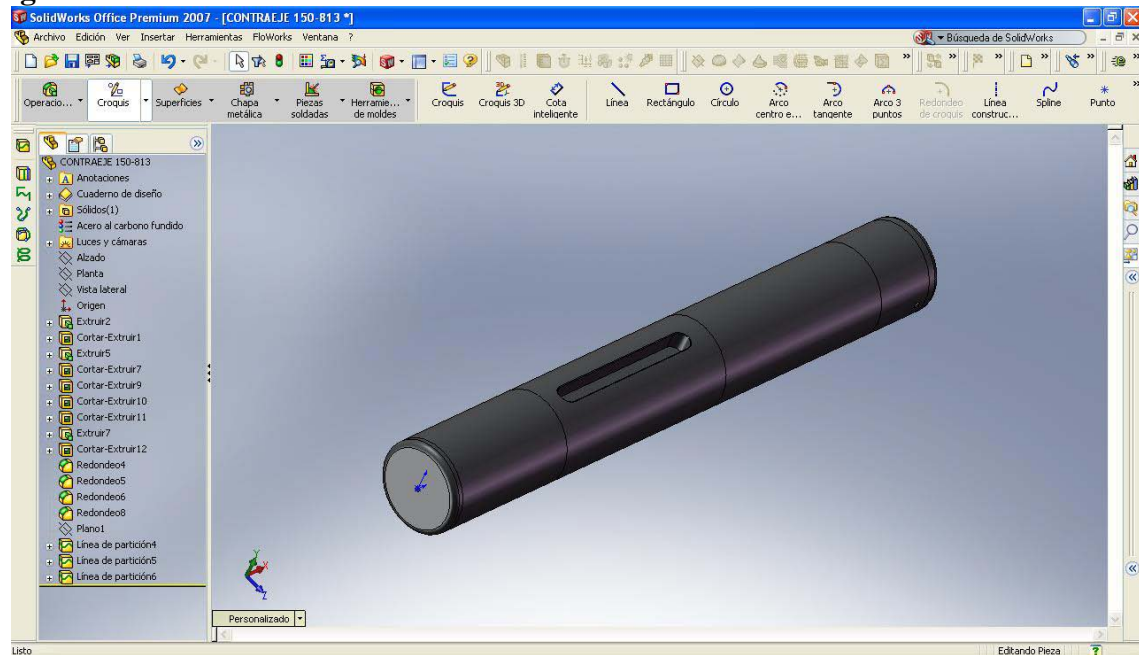 SolidWorks Office Premium 2007 - [CONTRAEJE 150-813 *]
Archivo Edición Ver Insertar Herramientas FloWorks Ventana ?
Búsqueda de SolidWorks
Operacio... Croquis Superficies Chapa metálica Piezas soldadas Herramie... de moldes Croquis Croquis 3D Cota inteligente Línea Rectángulo Círculo Arco centro e... Arco tangente Arco 3 puntos Redondeo de croquis Línea construc... Spline Punto
CONTRAEJE 150-813
Anotaciones
Cuaderno de diseño
Sólidos(1)
Acero al carbono fundido
Luces y cámaras
Alzado
Planta
Vista lateral
Origen
Extruir2
Cortar-Extruir1
Extruir5
Cortar-Extruir7
Cortar-Extruir9
Cortar-Extruir10
Cortar-Extruir11
Extruir7
Cortar-Extruir12
Redondeo4
Redondeo5
Redondeo6
Redondeo8
Plano1
Línea de partición4
Línea de partición5
Línea de partición6
Y
X
Z
Personalizado
Listo
Editando Pieza